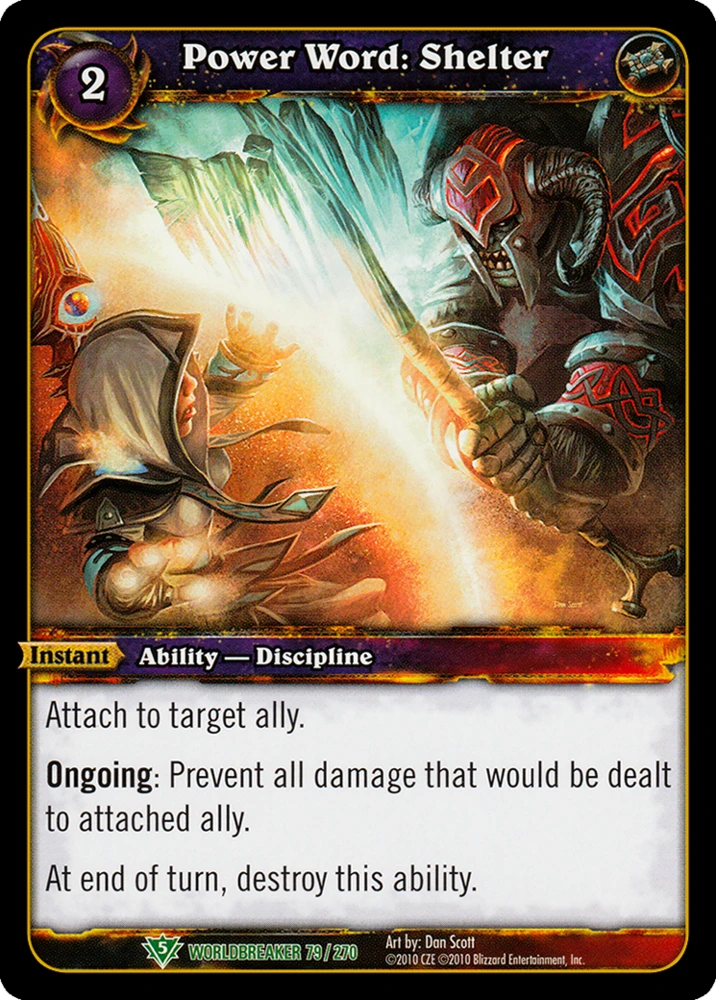 2
Power Word: Shelter
Dan Scott
Instant
Ability — Discipline
Attach to target ally.
Ongoing: Prevent all damage that would be dealt
to attached ally.
At end of turn, destroy this ability.
5
WORLDBREAKER 79/270
Art by: Dan Scott
©2010 CZE ©2010 Blizzard Entertainment, Inc.